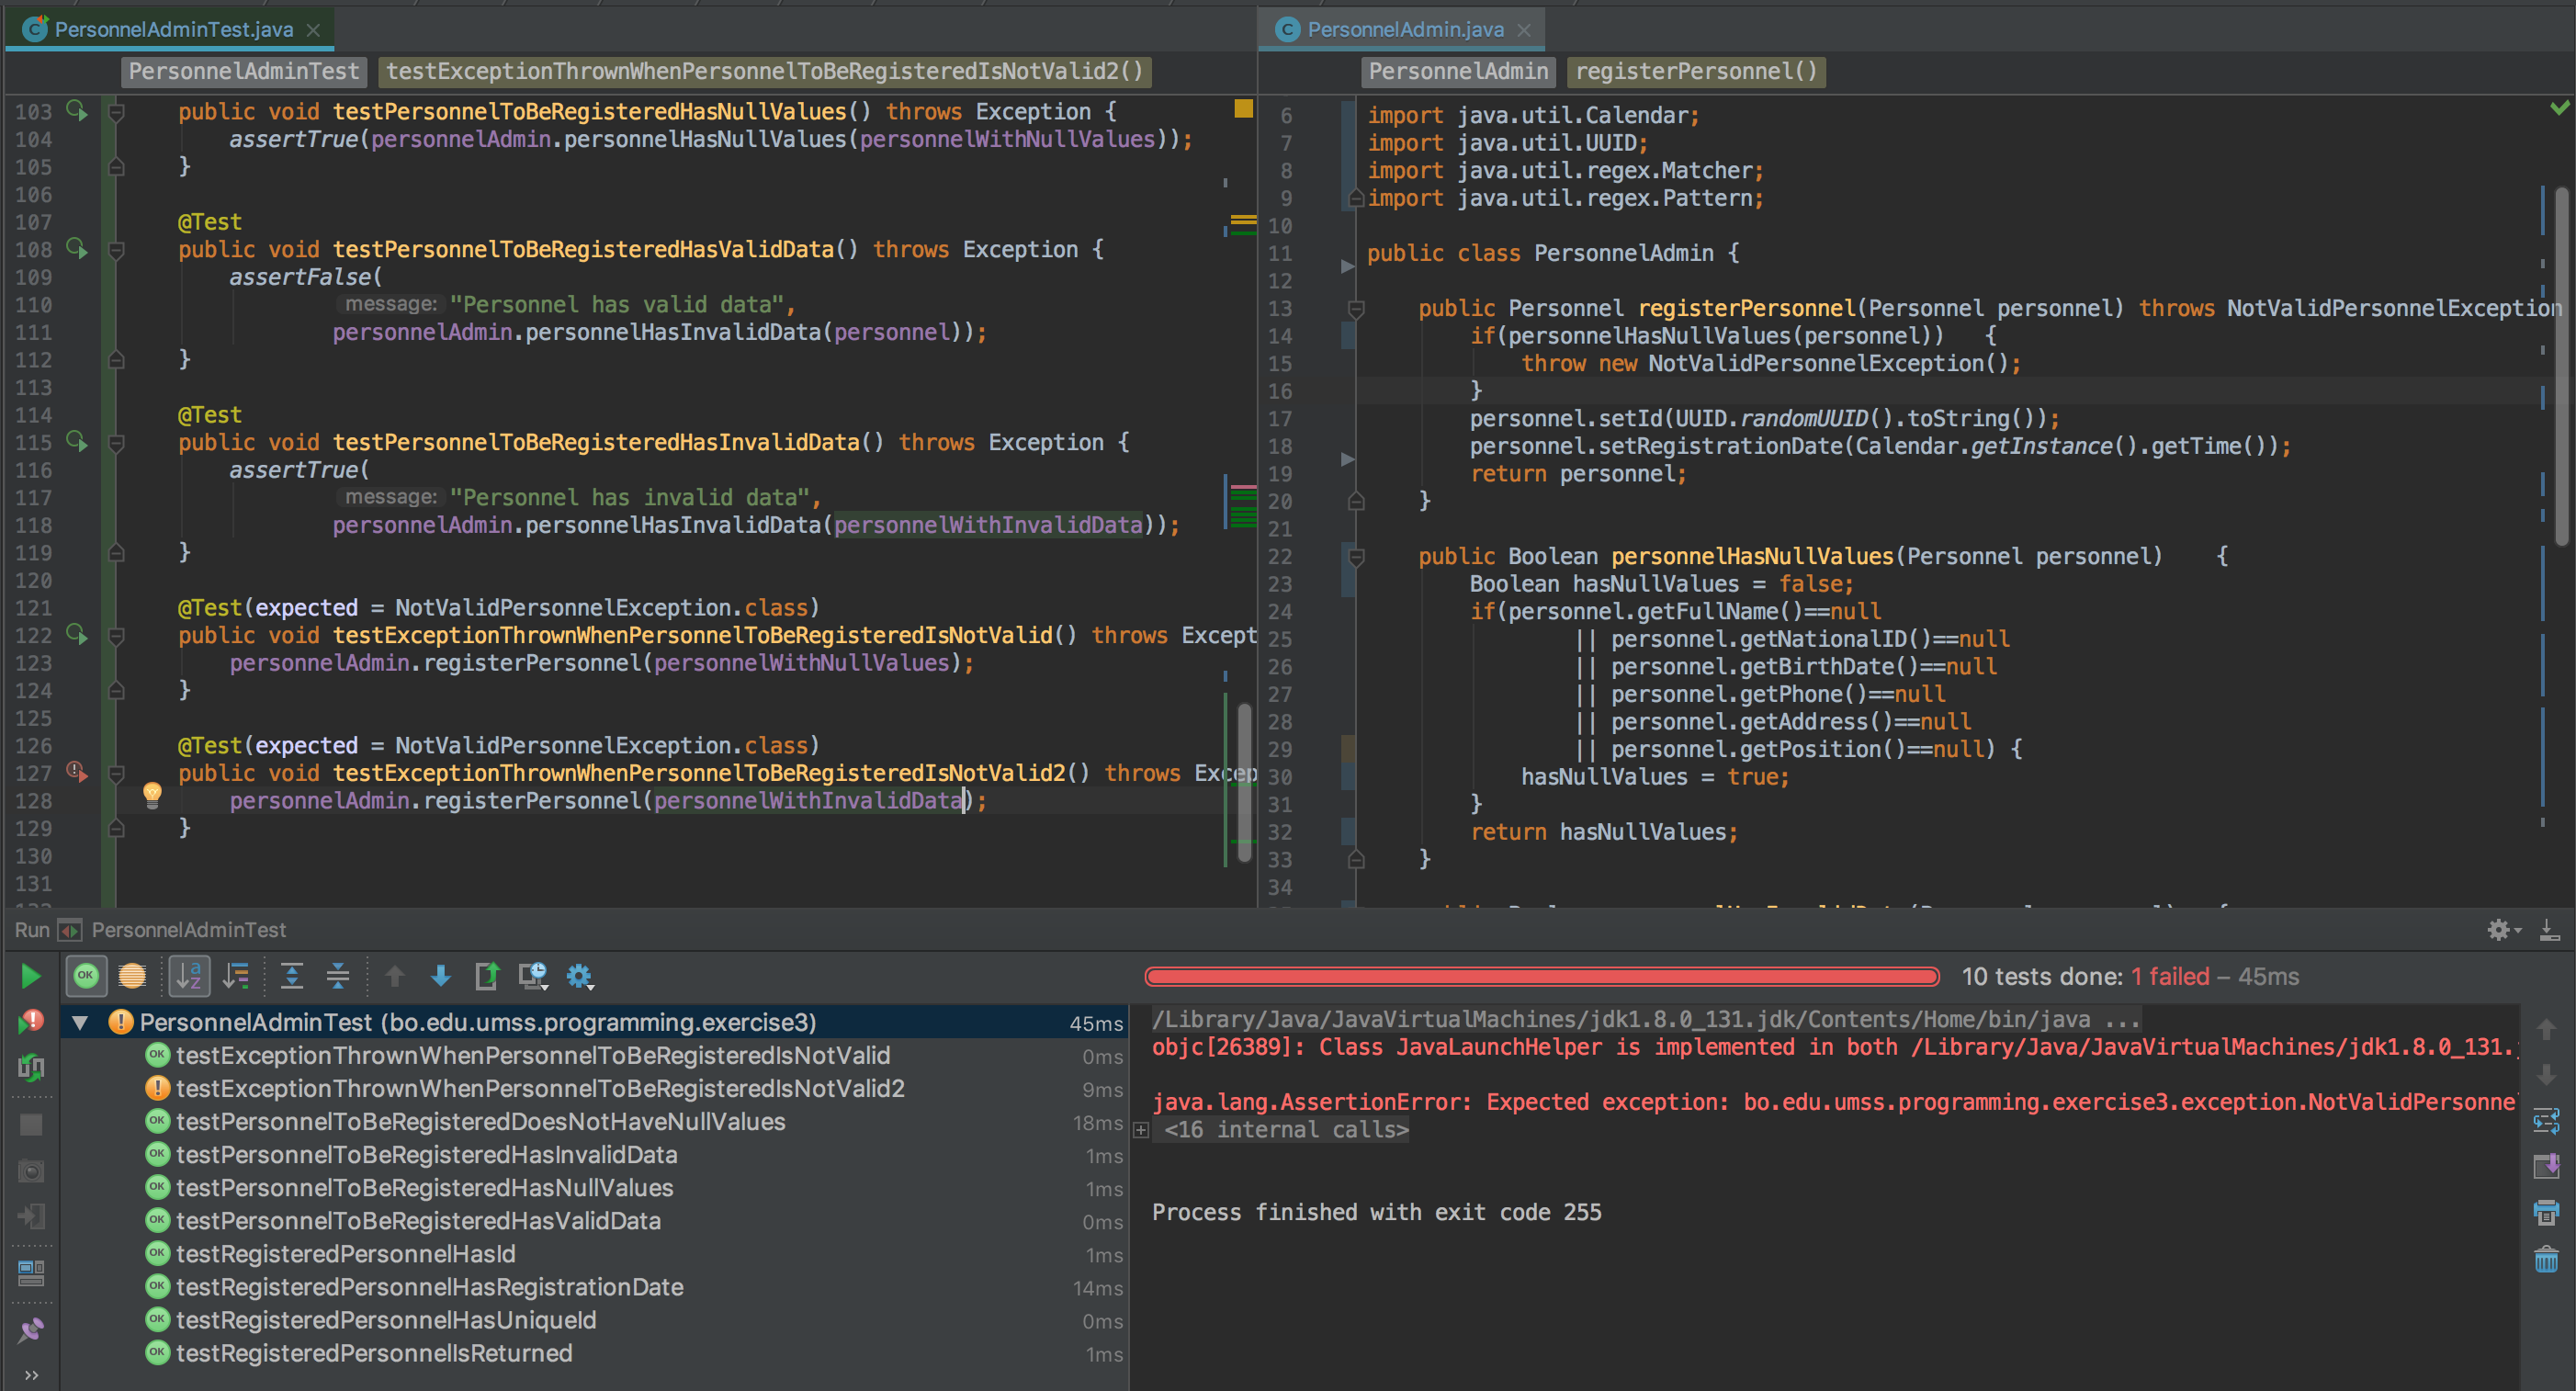 PersonnelAdminTest.java
PersonnelAdminTest testExceptionThrownWhenPersonnelToBeRegisteredIsNotValid2()
103 public void testPersonnelToBeRegisteredHasNullValues() throws Exception {
104 assertTrue(personnelAdmin.personnelHasNullValues(personnelWithNullValues));
105 }
106
107 @Test
108 public void testPersonnelToBeRegisteredHasValidData() throws Exception {
109 assertFalse(
110 message: "Personnel has valid data",
111 personnelAdmin.personnelHasInvalidData(personnel));
112 }
113
114 @Test
115 public void testPersonnelToBeRegisteredHasInvalidData() throws Exception {
116 assertTrue(
117 message: "Personnel has invalid data",
118 personnelAdmin.personnelHasInvalidData(personnelWithInvalidData));
119 }
120
121 @Test(expected = NotValidPersonnelException.class)
122 public void testExceptionThrownWhenPersonnelToBeRegisteredIsNotValid() throws Except
123 personnelAdmin.registerPersonnel(personnelWithNullValues);
124 }
125
126 @Test(expected = NotValidPersonnelException.class)
127 public void testExceptionThrownWhenPersonnelToBeRegisteredIsNotValid2() throws Excep
128 personnelAdmin.registerPersonnel(personnelWithInvalidData);
129 }
130
131
PersonnelAdmin.java
PersonnelAdmin registerPersonnel()
6 import java.util.Calendar;
7 import java.util.UUID;
8 import java.util.regex.Matcher;
9 import java.util.regex.Pattern;
10
11 public class PersonnelAdmin {
12
13 public Personnel registerPersonnel(Personnel personnel) throws NotValidPersonnelException
14 if(personnelHasNullValues(personnel)) {
15 throw new NotValidPersonnelException();
16 }
17 personnel.setId(UUID.randomUUID().toString());
18 personnel.setRegistrationDate(Calendar.getInstance().getTime());
19 return personnel;
20 }
21
22 public Boolean personnelHasNullValues(Personnel personnel) {
23 Boolean hasNullValues = false;
24 if(personnel.getFullName()==null
25 || personnel.getNationalID()==null
26 || personnel.getBirthDate()==null
27 || personnel.getPhone()==null
28 || personnel.getAddress()==null
29 || personnel.getPosition()==null) {
30 hasNullValues = true;
31 }
32 return hasNullValues;
33 }
34
Run PersonnelAdminTest
10 tests done: 1 failed – 45ms
PersonnelAdminTest (bo.edu.umss.programming.exercise3) 45ms
OK testExceptionThrownWhenPersonnelToBeRegisteredIsNotValid 0ms
testExceptionThrownWhenPersonnelToBeRegisteredIsNotValid2 9ms
OK testPersonnelToBeRegisteredDoesNotHaveNullValues 18ms
OK testPersonnelToBeRegisteredHasInvalidData 1ms
OK testPersonnelToBeRegisteredHasNullValues 1ms
OK testPersonnelToBeRegisteredHasValidData 0ms
OK testRegisteredPersonnelHasId 1ms
OK testRegisteredPersonnelHasRegistrationDate 14ms
OK testRegisteredPersonnelHasUniqueId 0ms
OK testRegisteredPersonnelIsReturned 1ms
/Library/Java/JavaVirtualMachines/jdk1.8.0_131.jdk/Contents/Home/bin/java ...
objc[26389]: Class JavaLaunchHelper is implemented in both /Library/Java/JavaVirtualMachines/jdk1.8.0_131.
java.lang.AssertionError: Expected exception: bo.edu.umss.programming.exercise3.exception.NotValidPersonne
<16 internal calls>
Process finished with exit code 255